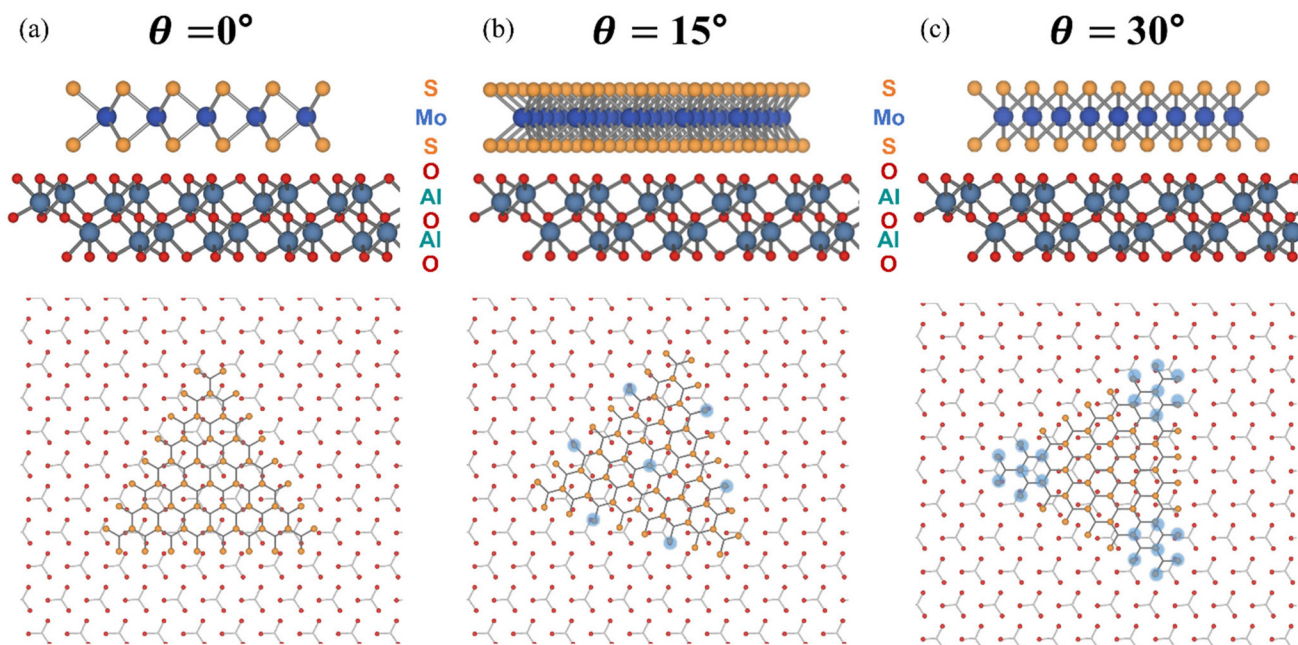 (a) θ =0°
(b) θ = 15°
(c) θ = 30°
S
Mo
S
O
Al
O
Al
O
S
Mo
S
O
Al
O
Al
O